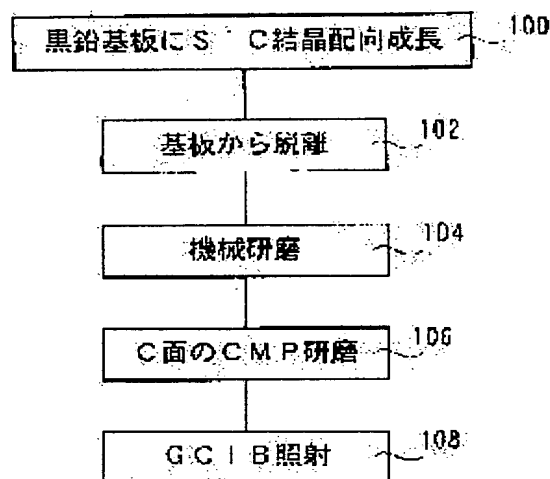 黒鉛基板にS C結晶配向成長 100
基板から脱離 102
機械研磨 104
C面のCMP研磨 106
GCIB照射 108